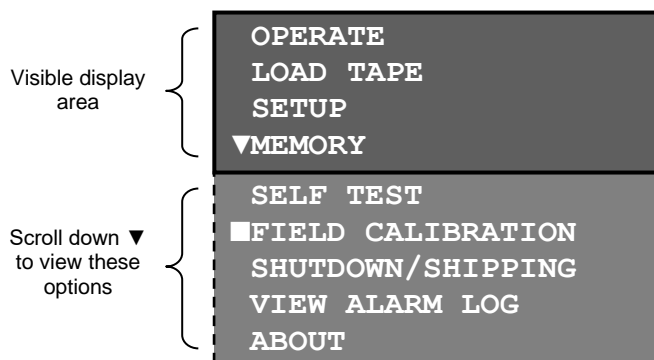 OPERATE
LOAD TAPE
SETUP
▼MEMORY
SELF TEST
■FIELD CALIBRATION
SHUTDOWN/SHIPPING
VIEW ALARM LOG
ABOUT
Visible display
area
Scroll down ▼
to view these
options